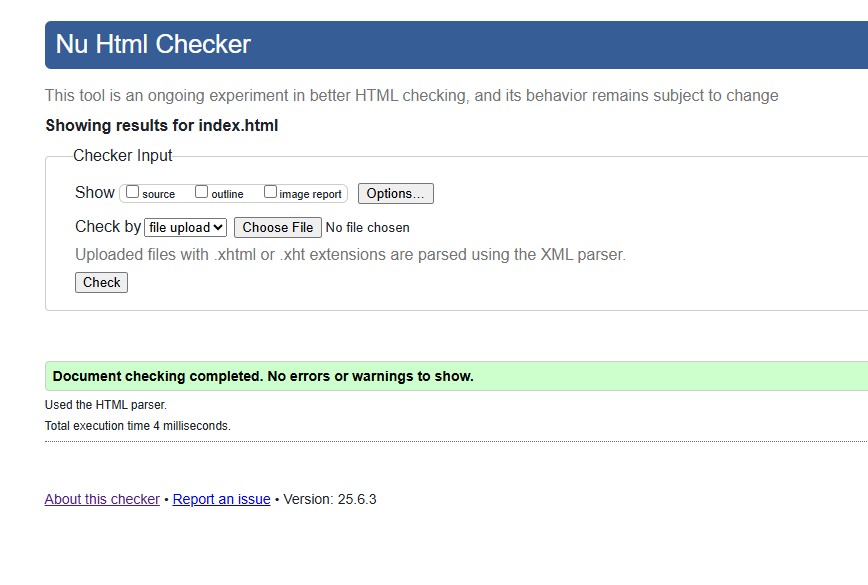 Nu Html Checker
This tool is an ongoing experiment in better HTML checking, and its behavior remains subject to change
Showing results for index.html
Checker Input
Show source outline image report Options...
Check by file upload Choose File No file chosen
Uploaded files with .xhtml or .xht extensions are parsed using the XML parser.
Check
Document checking completed. No errors or warnings to show.
Used the HTML parser.
Total execution time 4 milliseconds.
About this checker • Report an issue • Version: 25.6.3